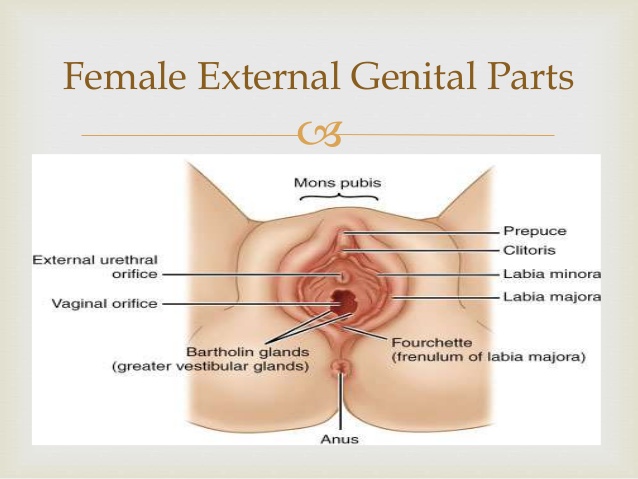 Female External Genital Parts
Mons pubis
Prepuce
Clitoris
External urethral
orifice
Labia minora
Vaginal orifice
Labia majora
Bartholin glands
(greater vestibular glands)
Fourchette
(frenulum of labia majora)
Anus